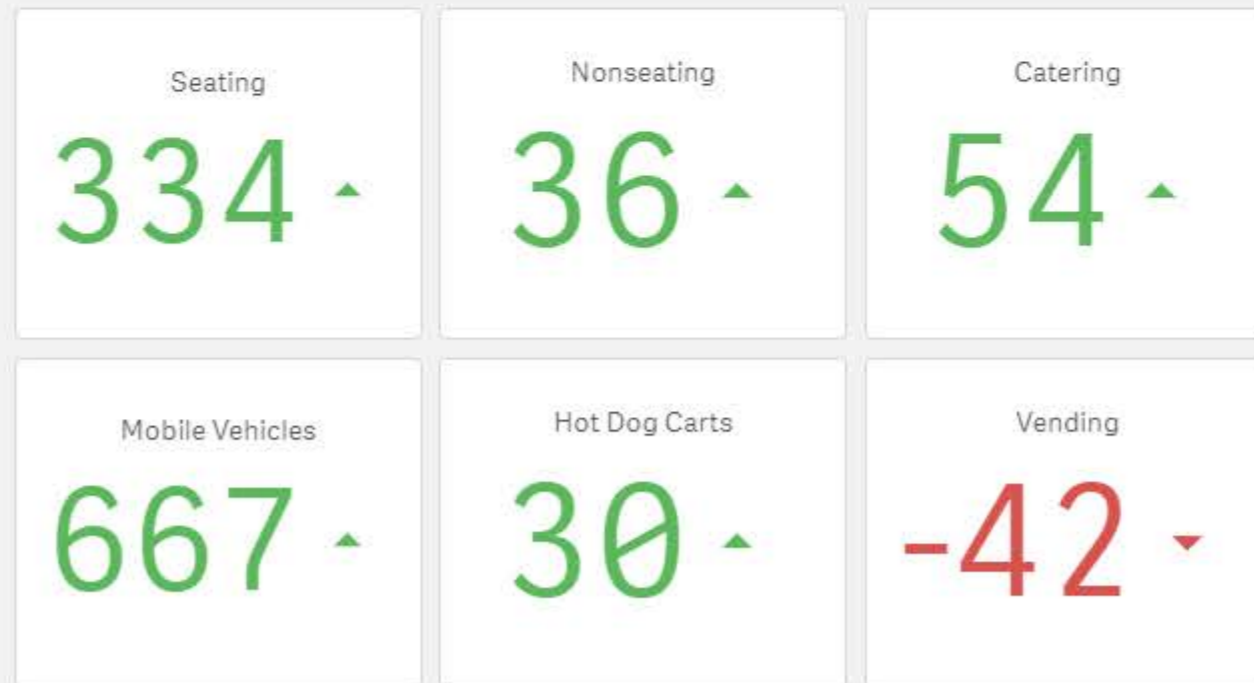 Seating
334
Nonseating
36
Catering
54
Mobile Vehicles
667
Hot Dog Carts
30
Vending
-42